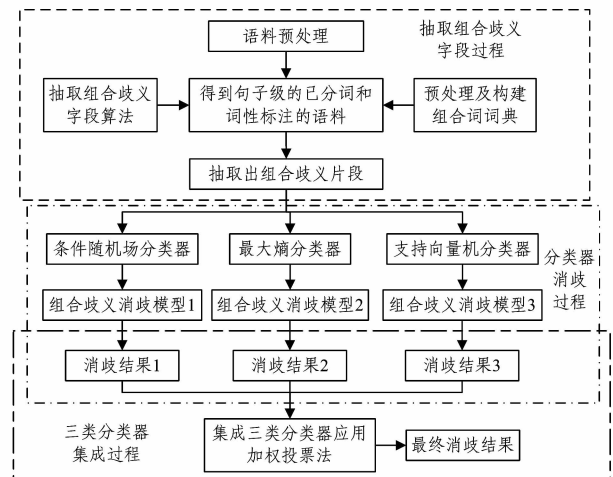 语料预处理
抽取组合歧义
字段过程
抽取组合歧义
字段算法
得到句子级的已分词和
词性标注的语料
预处理及构建
组合词词典
抽取出组合歧义片段
条件随机场分类器
最大熵分类器
支持向量机分类器
分类器
消歧
过程
组合歧义消歧模型1
组合歧义消歧模型2
组合歧义消歧模型3
消歧结果1
消歧结果2
消歧结果3
三类分类器
集成过程
集成三类分类器应用
加权投票法
最终消歧结果